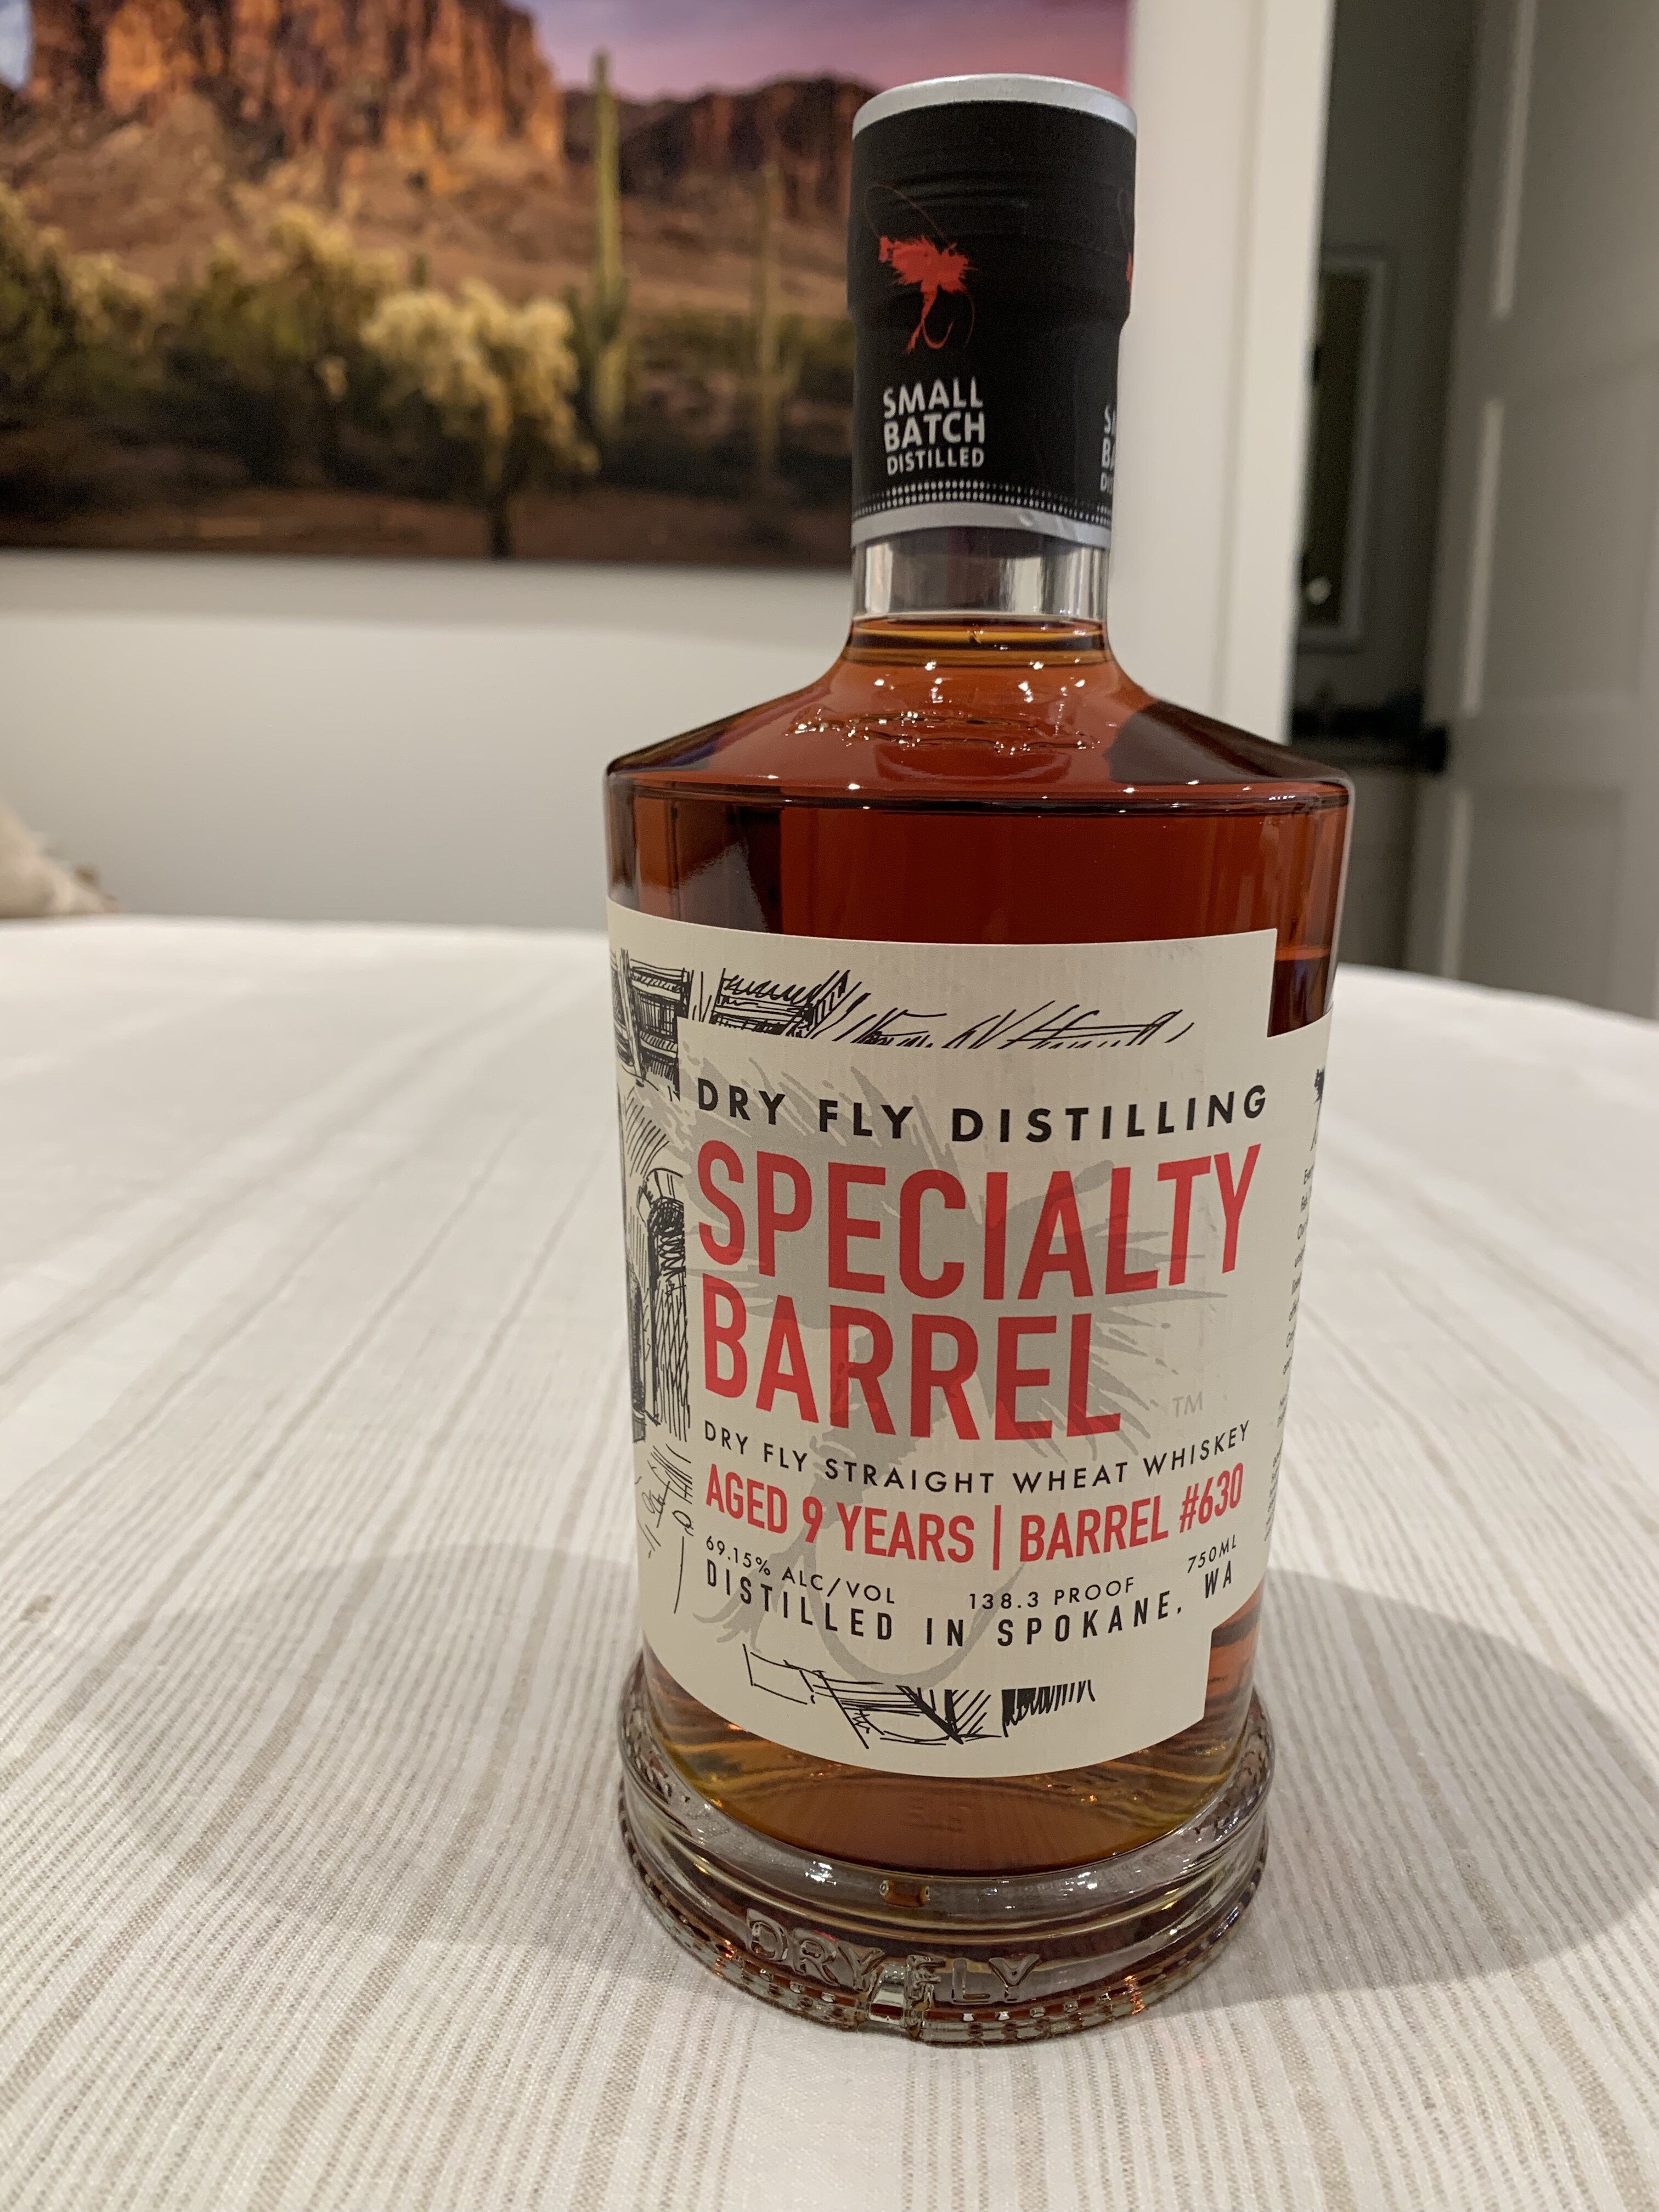 SMALL
BATCH
DISTILLED
DRY FLY DISTILLING
SPECIALTY
BARREL ™
DRY FLY STRAIGHT WHEAT WHISKEY
AGED 9 YEARS | BARREL #630
69.15% ALC/VOL 138.3 PROOF 750ML
DISTILLED IN SPOKANE, WA
DRY FLY